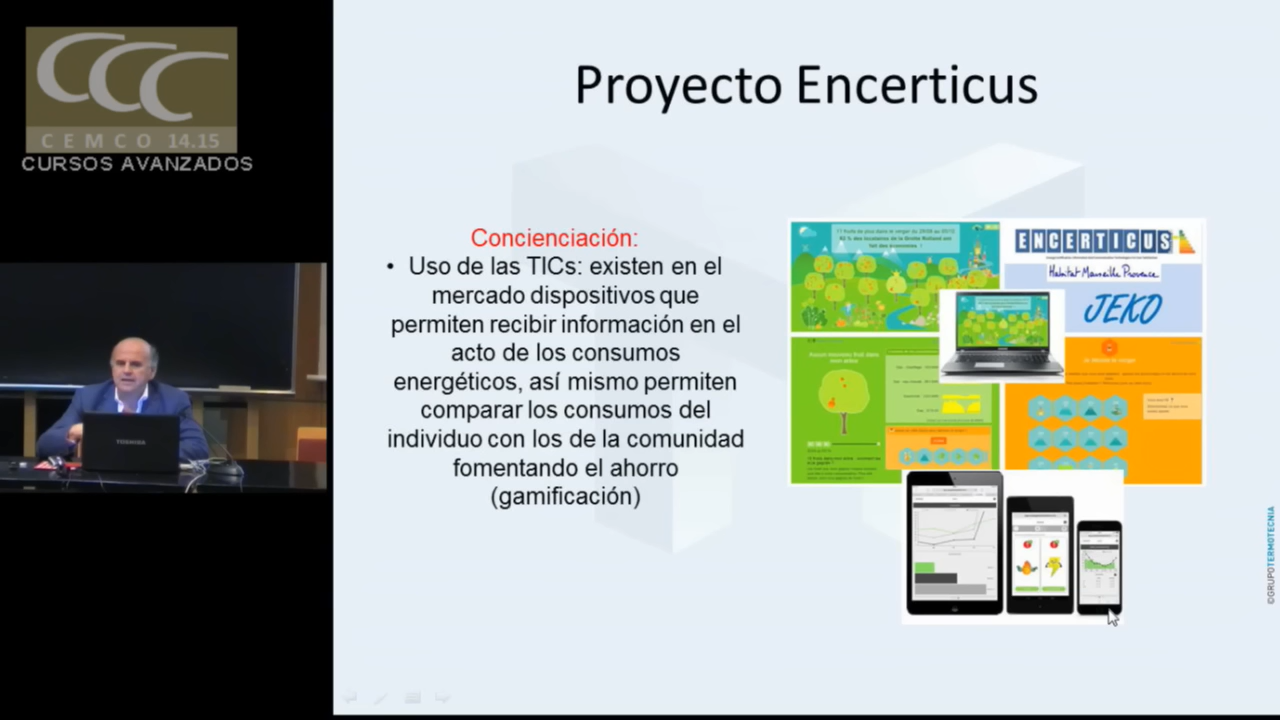 CCC
CEMCO 14.15
CURSOS AVANZADOS
TOSHIBA
Proyecto Encerticus
Concienciación:
• Uso de las TICs: existen en el
mercado dispositivos que
permiten recibir información en el
acto de los consumos
energéticos, así mismo permiten
comparar los consumos del
individuo con los de la comunidad
fomentando el ahorro
(gamificación)
ENCERTICUS
Habitat Marseille Provence
JEKO
©GRUPOTERMOTECNIA